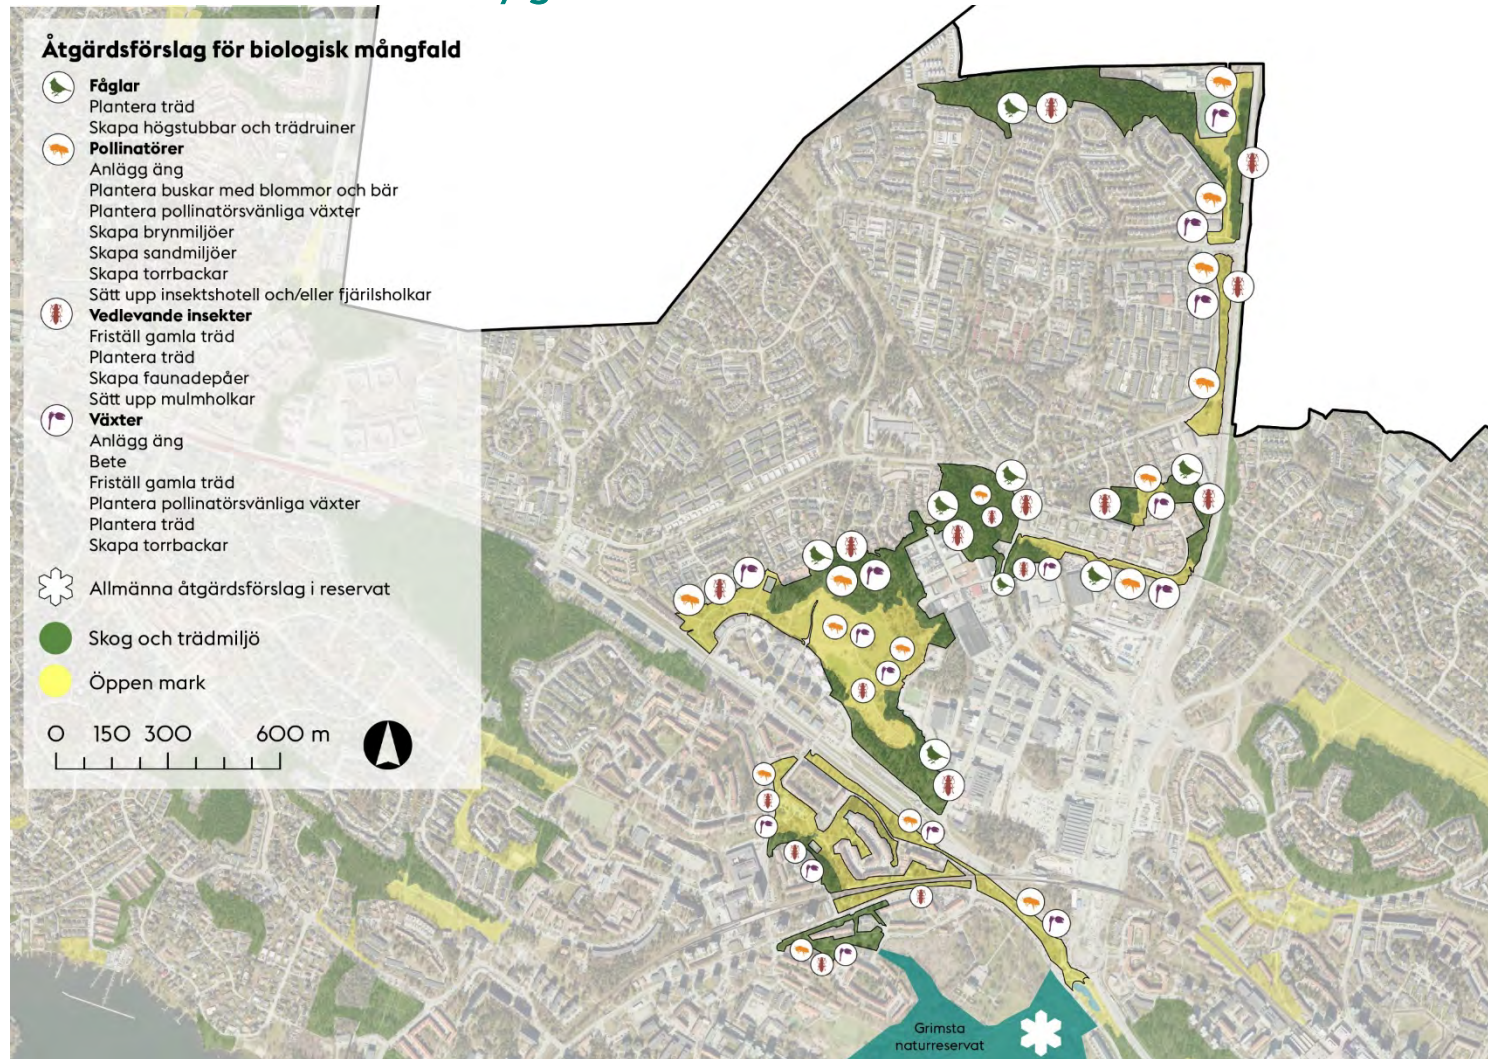 Åtgärdsförslag för biologisk mångfald
Fåglar
Plantera träd
Skapa högstubbar och trädruiner
Pollinatörer
Anlägg äng
Plantera buskar med blommor och bär
Plantera pollinatörsvänliga växter
Skapa brynmiljöer
Skapa sandmiljöer
Skapa torrbackar
Sätt upp insektshotell och/eller fjärilsholkar
Vedlevande insekter
Friställ gamla träd
Plantera träd
Skapa faunadepåer
Sätt upp mulmholkar
Växter
Anlägg äng
Bete
Friställ gamla träd
Plantera pollinatörsvänliga växter
Plantera träd
Skapa torrbackar
Allmänna åtgärdsförslag i reservat
Skog och trädmiljö
Öppen mark
0 150 300 600 m
Grimsta
naturreservat